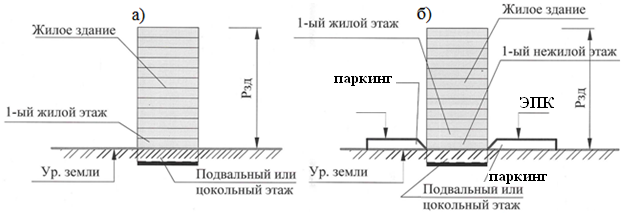 а)
Жилое здание
1-ый жилой этаж
Рзд
Ур. земли
Подвальный или
цокольный этаж
б)
1-ый жилой этаж
Жилое здание
1-ый нежилой этаж
паркинг
ЭПК
Рзд
Ур. земли
паркинг
Подвальный или
цокольный этаж